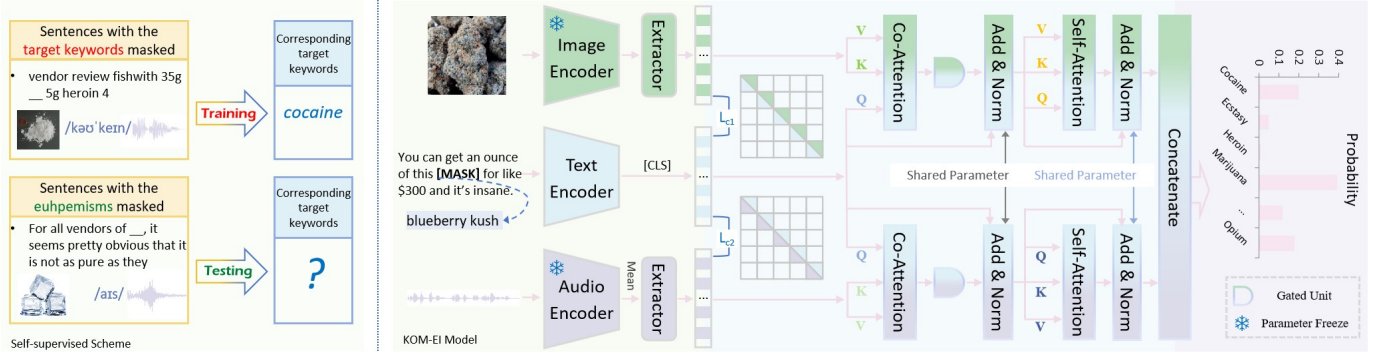 Sentences with the
target keywords masked
• vendor review fishwith 35g
__ 5g heroin 4
/kəʊˈkeɪn/
Training
Corresponding
target
keywords
cocaine
Sentences with the
euhpemisms masked
• For all vendors of __, it
seems pretty obvious that it
is not as pure as they
/aɪs/
Testing
Corresponding
target
keywords
?
Self-supervised Scheme
Image
Encoder
Extractor
...
L_c1
You can get an ounce
of this [MASK] for like
$300 and it's insane.
blueberry kush
Text
Encoder
[CLS]
...
L_c2
Audio
Encoder
Mean
Extractor
...
KOM-EI Model
V
K
Q
Co-Attention
Add & Norm
V
K
Q
Self-Attention
Add & Norm
Shared Parameter
Shared Parameter
Q
K
V
Co-Attention
Add & Norm
Q
K
V
Self-Attention
Add & Norm
Concatenate
0
0.1
0.2
0.3
0.4
Cocaine
Ecstasy
Heroin
Marijuana
...
Opium
Probability
Gated Unit
Parameter Freeze